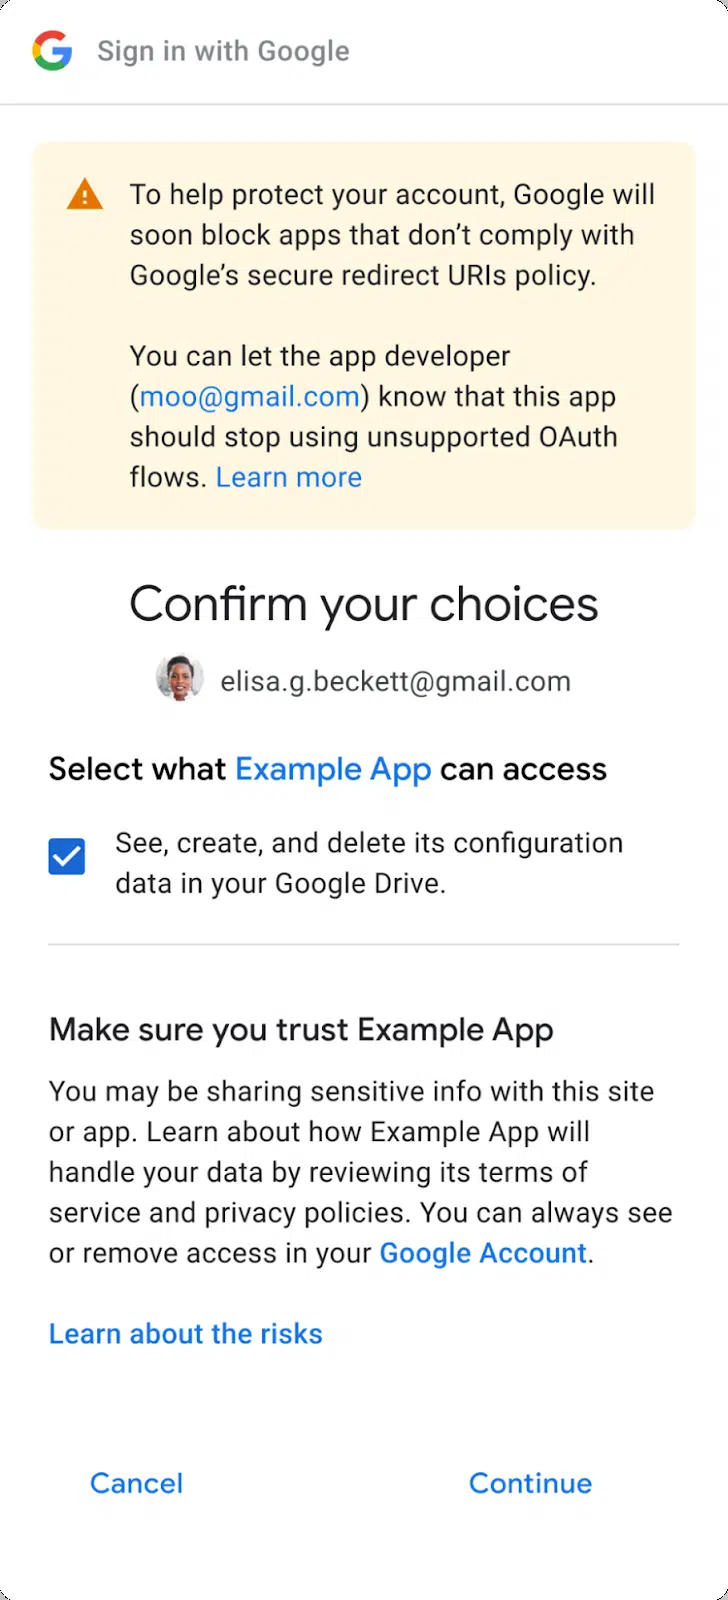 Sign in with Google
To help protect your account, Google will
soon block apps that don’t comply with
Google’s secure redirect URIs policy.
You can let the app developer
(moo@gmail.com) know that this app
should stop using unsupported OAuth
flows. Learn more
Confirm your choices
elisa.g.beckett@gmail.com
Select what Example App can access
See, create, and delete its configuration
data in your Google Drive.
Make sure you trust Example App
You may be sharing sensitive info with this site
or app. Learn about how Example App will
handle your data by reviewing its terms of
service and privacy policies. You can always see
or remove access in your Google Account.
Learn about the risks
Cancel Continue